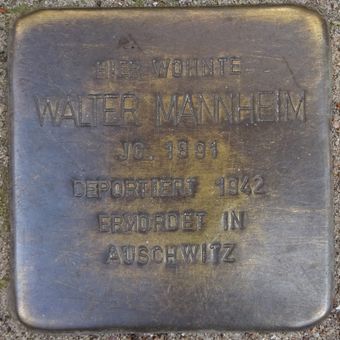 HIER WOHNTE
WALTER MANNHEIM
JG. 1891
DEPORTIERT 1942
ERMORDET IN
AUSCHWITZ